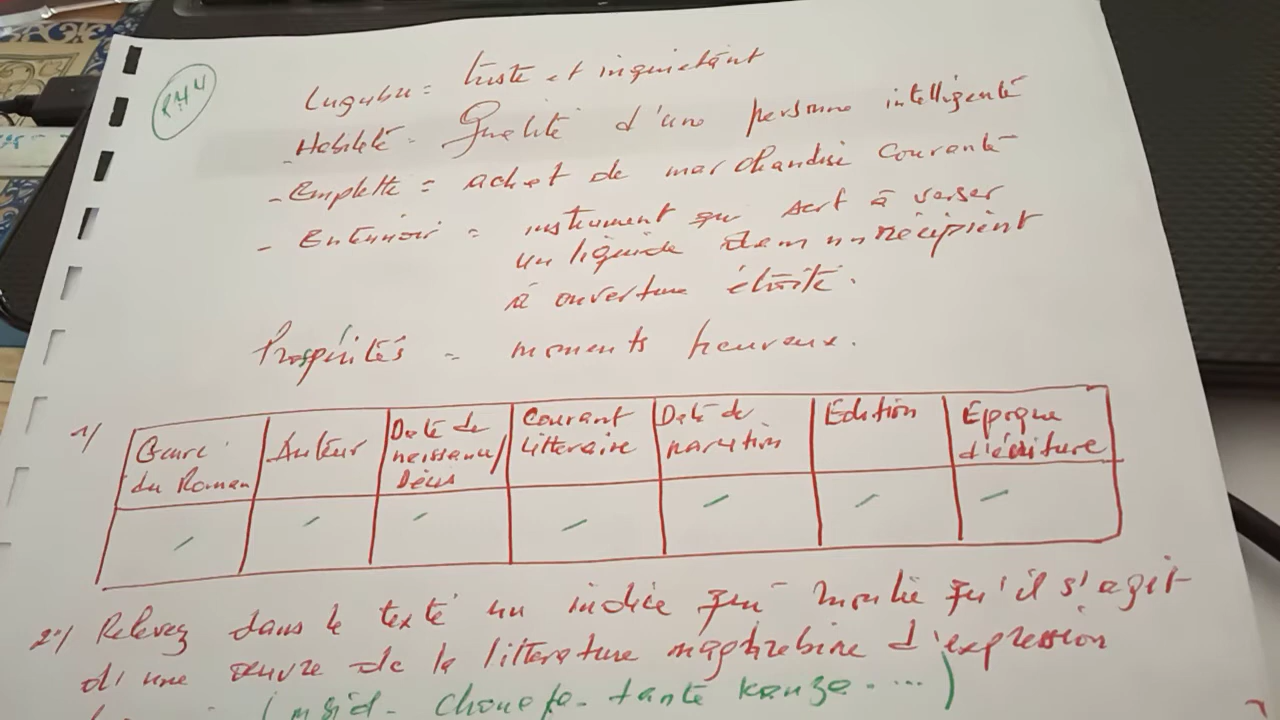 Lugubre = triste et inquiétant
- Habileté = Qualité d'une personne intelligente
- Emplette = achat de marchandise courante
- Entonnoir = instrument qui sert à verser
un liquide dans un récipient
à ouverture étroite.
Prospérités = moments heureux.
1/
Genre du Roman | Auteur | Date de naissance/Décès | Courant littéraire | Date de parution | Edition | Epoque d'écriture
2°/ Relevez dans le texte un indice qui montre qu'il s'agit
d'une œuvre de la littérature maghrébine d'expression
(msid - chouefa - tante kenza ....)